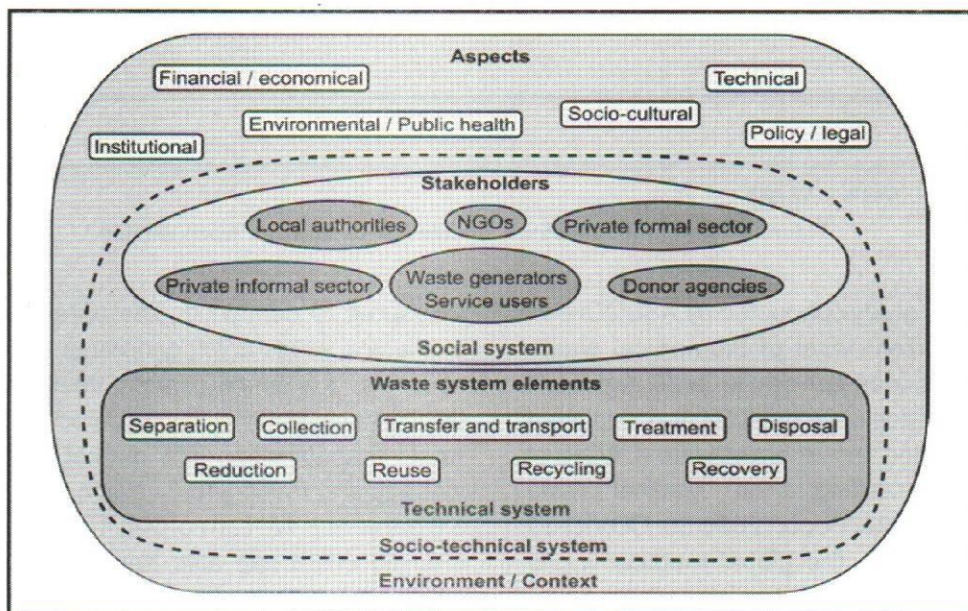 Aspects
Financial / economical
Technical
Environmental / Public health
Socio-cultural
Institutional
Policy / legal
Stakeholders
Local authorities
NGOs
Private formal sector
Private informal sector
Waste generators
Service users
Donor agencies
Social system
Waste system elements
Separation
Collection
Transfer and transport
Treatment
Disposal
Reduction
Reuse
Recycling
Recovery
Technical system
Socio-technical system
Environment / Context